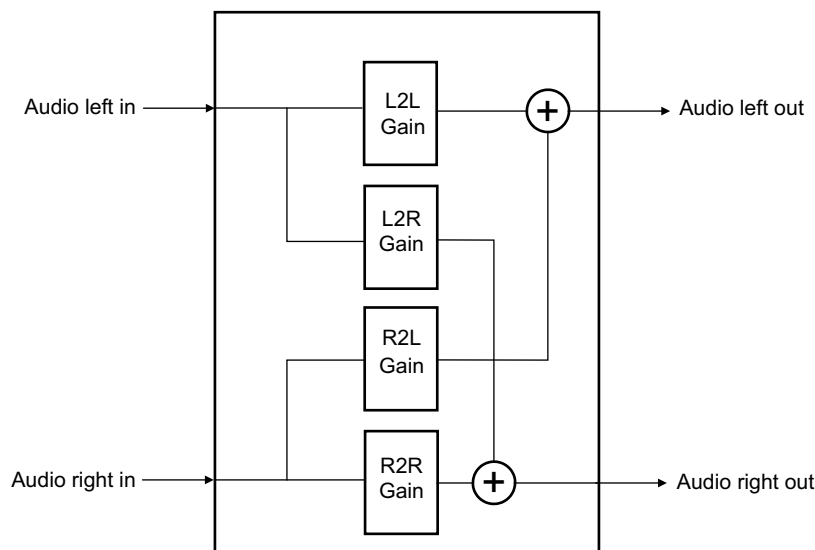 Audio left in
L2L
Gain
+
Audio left out
L2R
Gain
R2L
Gain
Audio right in
R2R
Gain
+
Audio right out